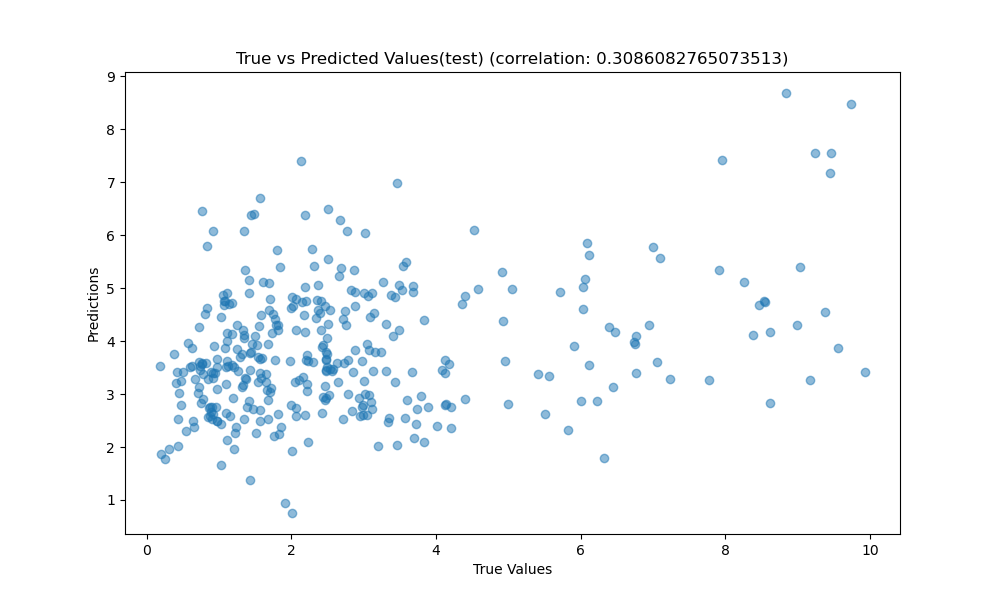 True vs Predicted Values(test) (correlation: 0.3086082765073513)
9
8
7
6
5
4
3
2
1
Predictions
0 2 4 6 8 10
True Values